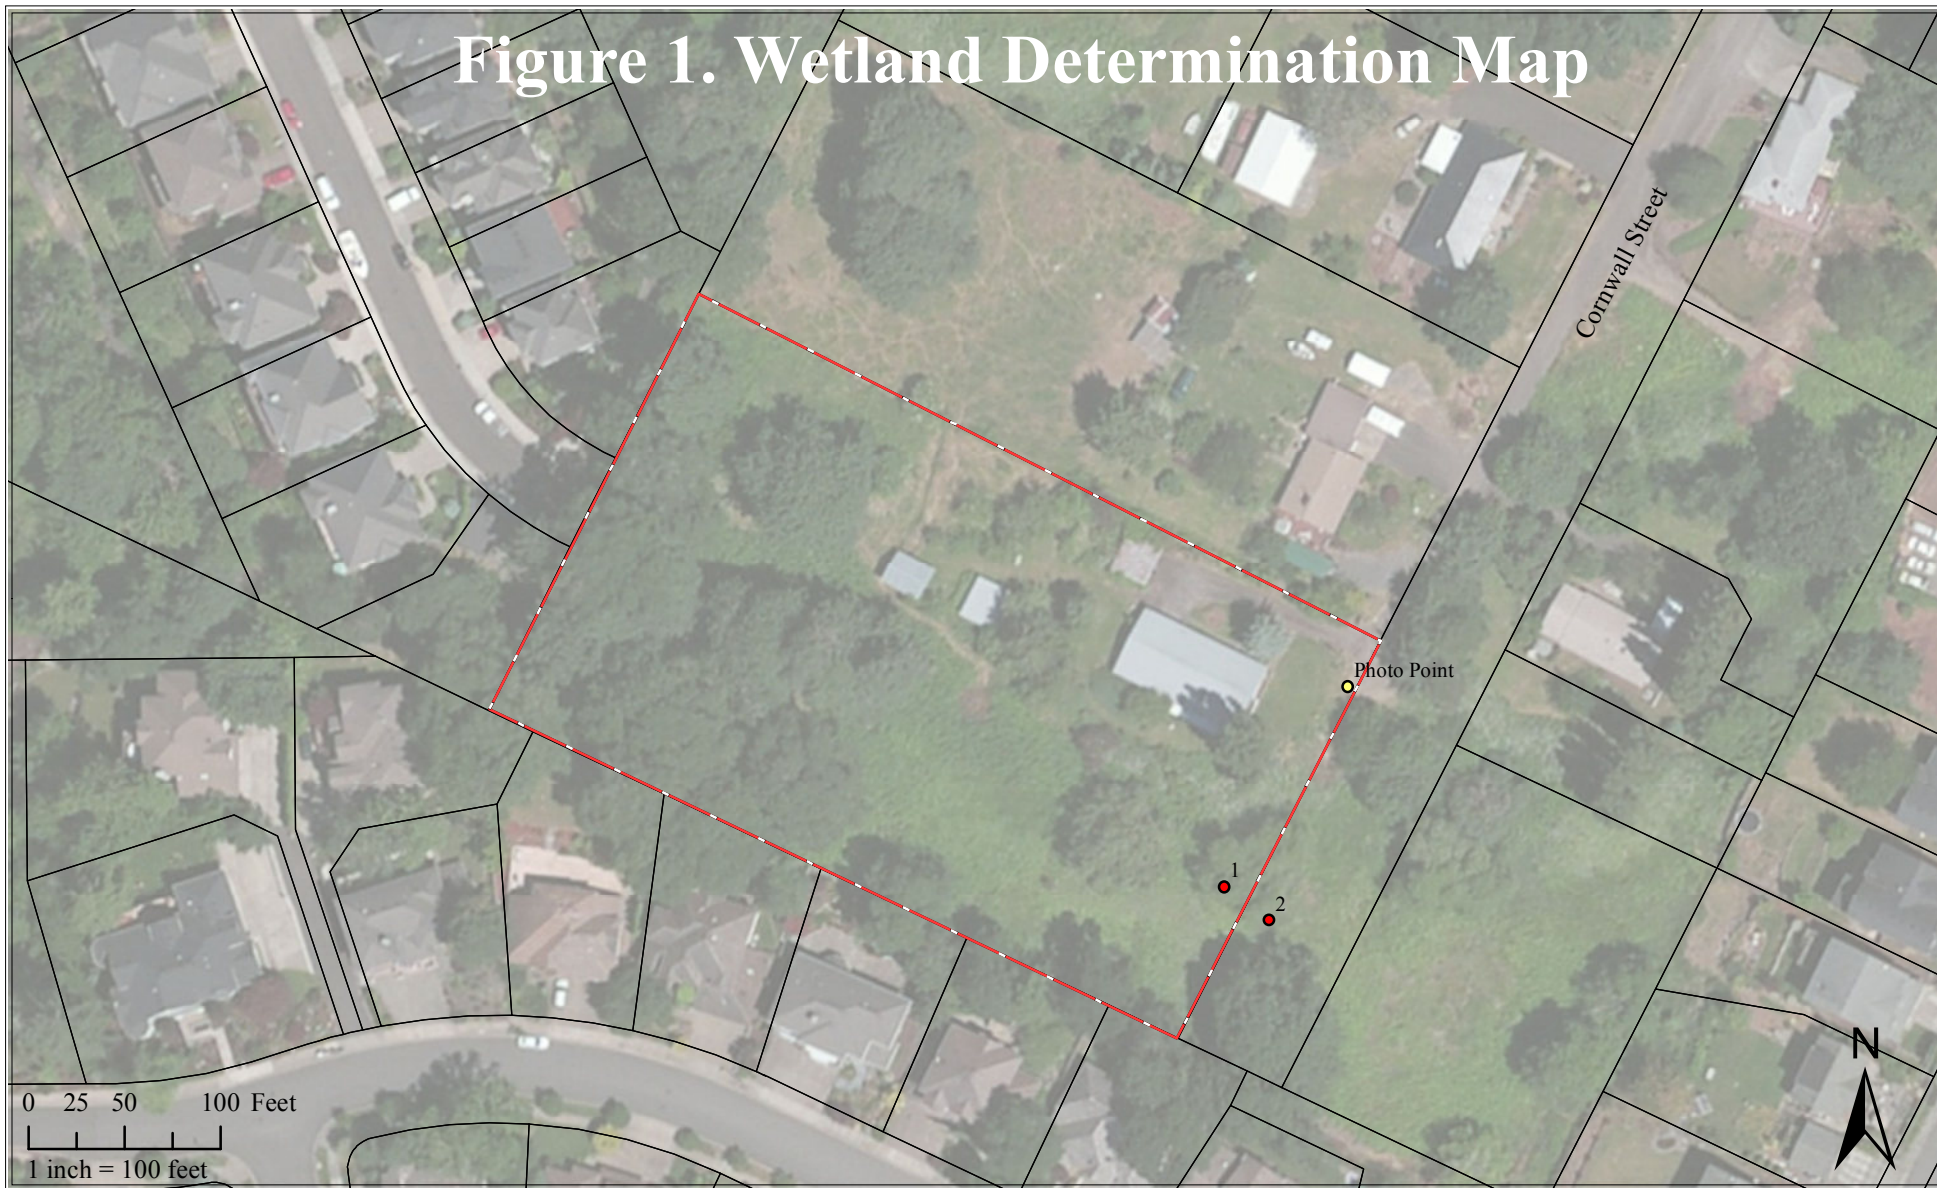 Figure 1. Wetland Determination Map
Cornwall Street
Photo Point
1
2
N
0 25 50 100 Feet
1 inch = 100 feet